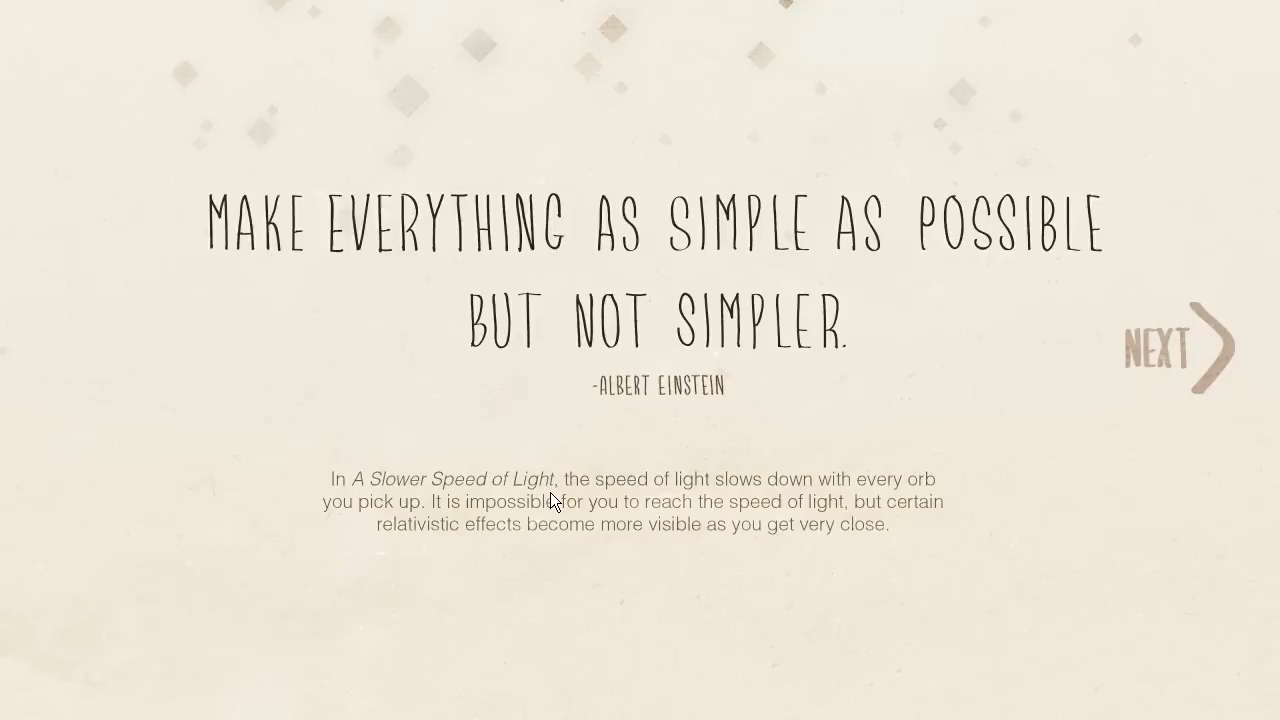 MAKE EVERYTHING AS SIMPLE AS POSSIBLE
BUT NOT SIMPLER.
-ALBERT EINSTEIN
NEXT
In A Slower Speed of Light, the speed of light slows down with every orb
you pick up. It is impossible for you to reach the speed of light, but certain
relativistic effects become more visible as you get very close.